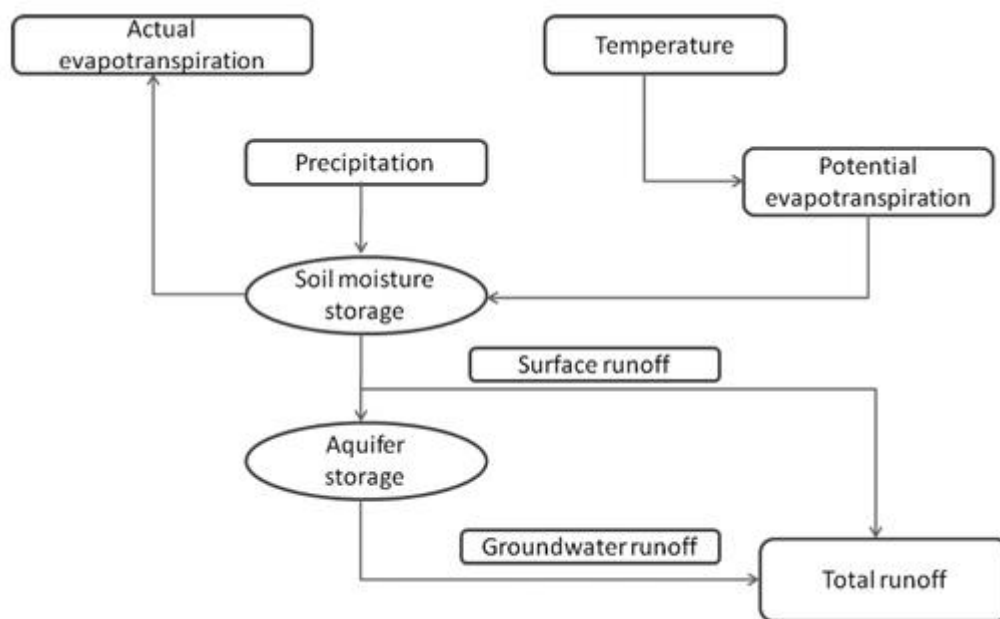 Actual
evapotranspiration
Temperature
Precipitation
Potential
evapotranspiration
Soil moisture
storage
Surface runoff
Aquifer
storage
Groundwater runoff
Total runoff